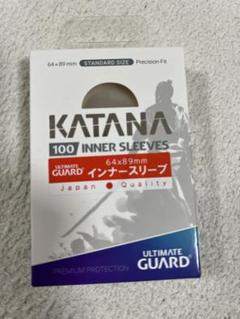 64×89mm STANDARD SIZE Precision Fit
KATANA
100 INNER SLEEVES
64x89mm
ULTIMATE GUARD インナースリーブ
Japan Quality
PREMIUM PROTECTION
ULTIMATE
GUARD